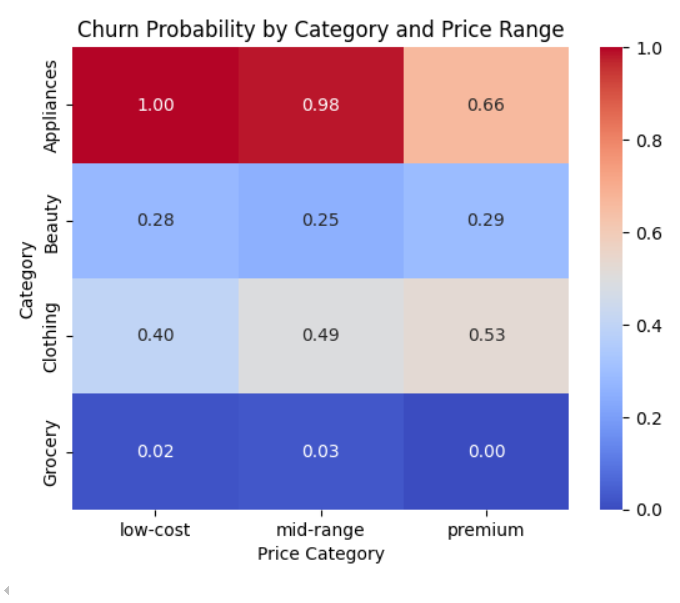 Churn Probability by Category and Price Range
Category
Appliances
1.00 0.98 0.66
Beauty
0.28 0.25 0.29
Clothing
0.40 0.49 0.53
Grocery
0.02 0.03 0.00
low-cost mid-range premium
Price Category
1.0
0.8
0.6
0.4
0.2
0.0